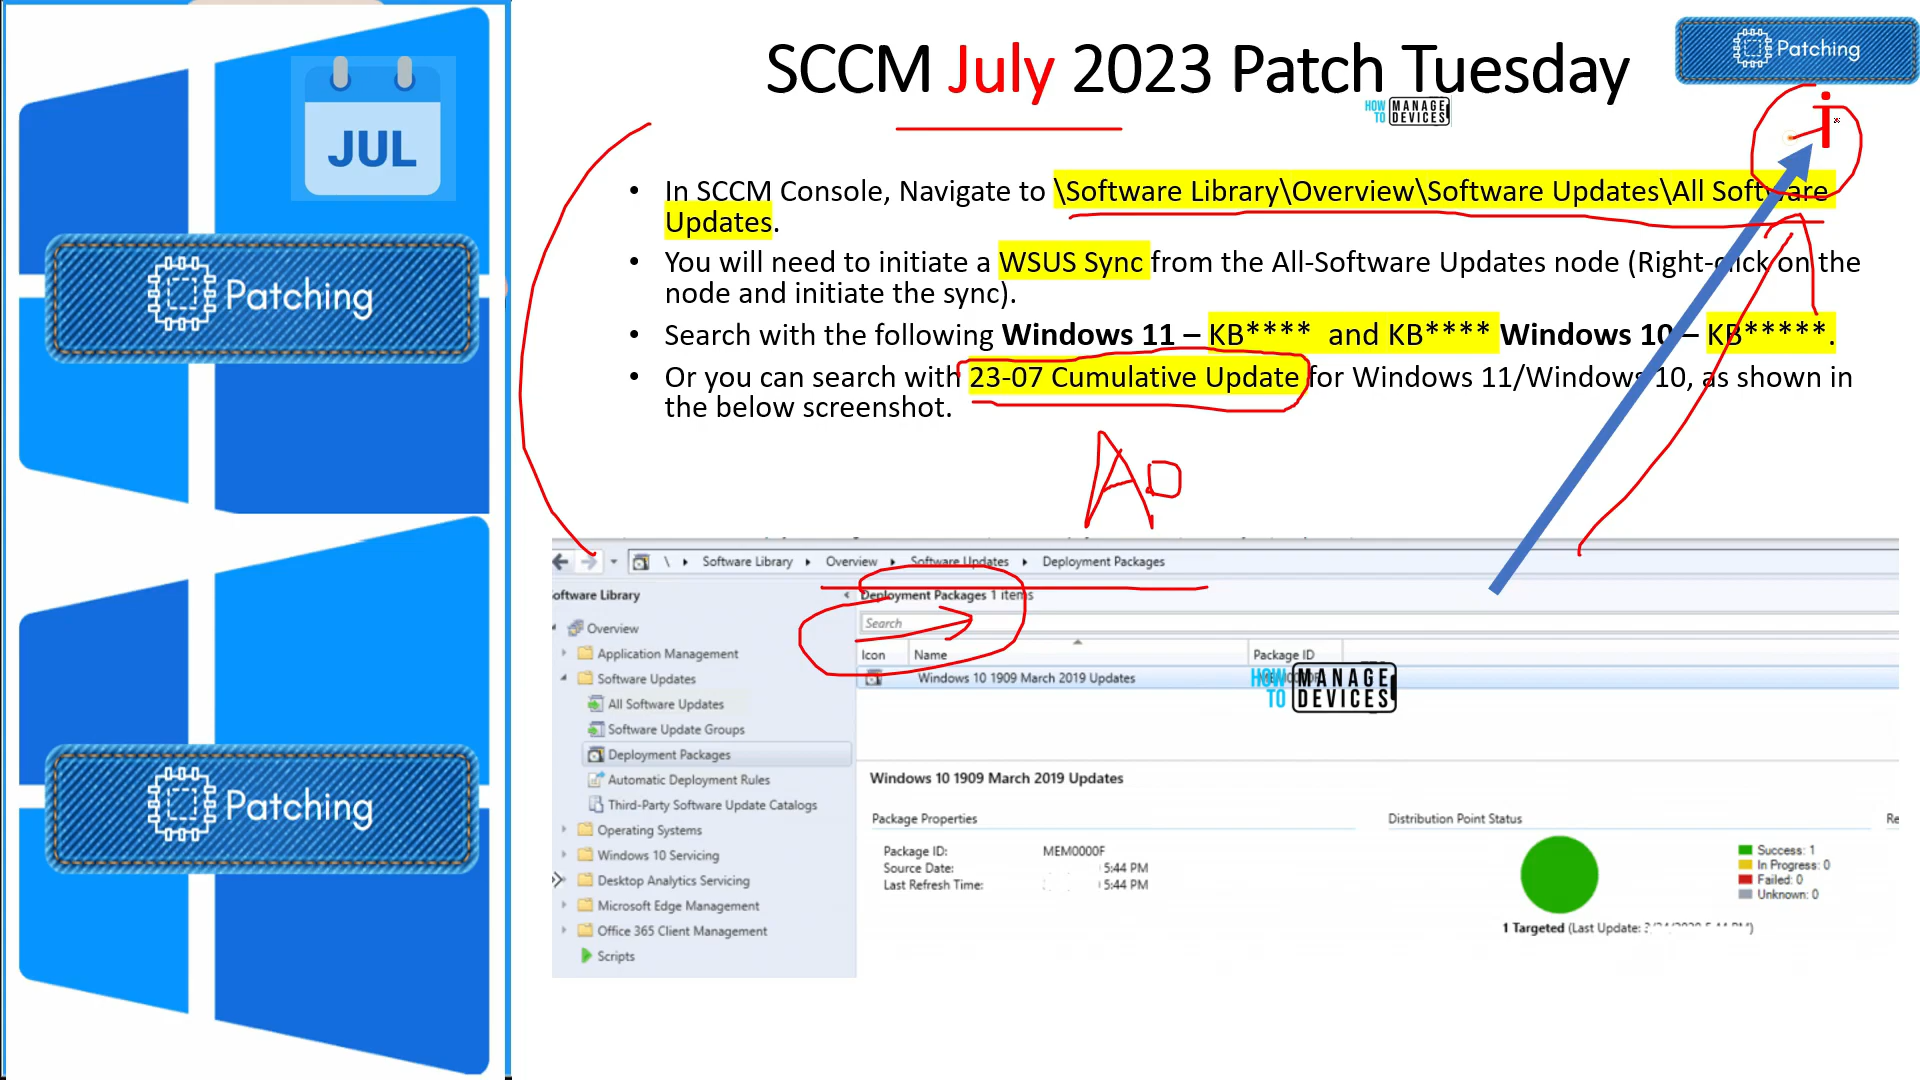 JUL
Patching
Patching
SCCM July 2023 Patch Tuesday
Patching
HOW TO MANAGE DEVICES
i
• In SCCM Console, Navigate to \Software Library\Overview\Software Updates\All Software
Updates.
• You will need to initiate a WSUS Sync from the All-Software Updates node (Right-click on the
node and initiate the sync).
• Search with the following Windows 11 – KB**** and KB**** Windows 10 – KB*****.
• Or you can search with 23-07 Cumulative Update for Windows 11/Windows 10, as shown in
the below screenshot.
\ Software Library Overview Software Updates Deployment Packages
oftware Library
Overview
Application Management
Software Updates
All Software Updates
Software Update Groups
Deployment Packages
Automatic Deployment Rules
Third-Party Software Update Catalogs
Operating Systems
Windows 10 Servicing
Desktop Analytics Servicing
Microsoft Edge Management
Office 365 Client Management
Scripts
Deployment Packages 1 items
Search
Icon Name Package ID
Windows 10 1909 March 2019 Updates
HOW TO MANAGE DEVICES
Windows 10 1909 March 2019 Updates
Package Properties
Package ID: MEM0000F
Source Date: 5:44 PM
Last Refresh Time: 5:44 PM
Distribution Point Status
Success: 1
In Progress: 0
Failed: 0
Unknown: 0
1 Targeted (Last Update:
Re